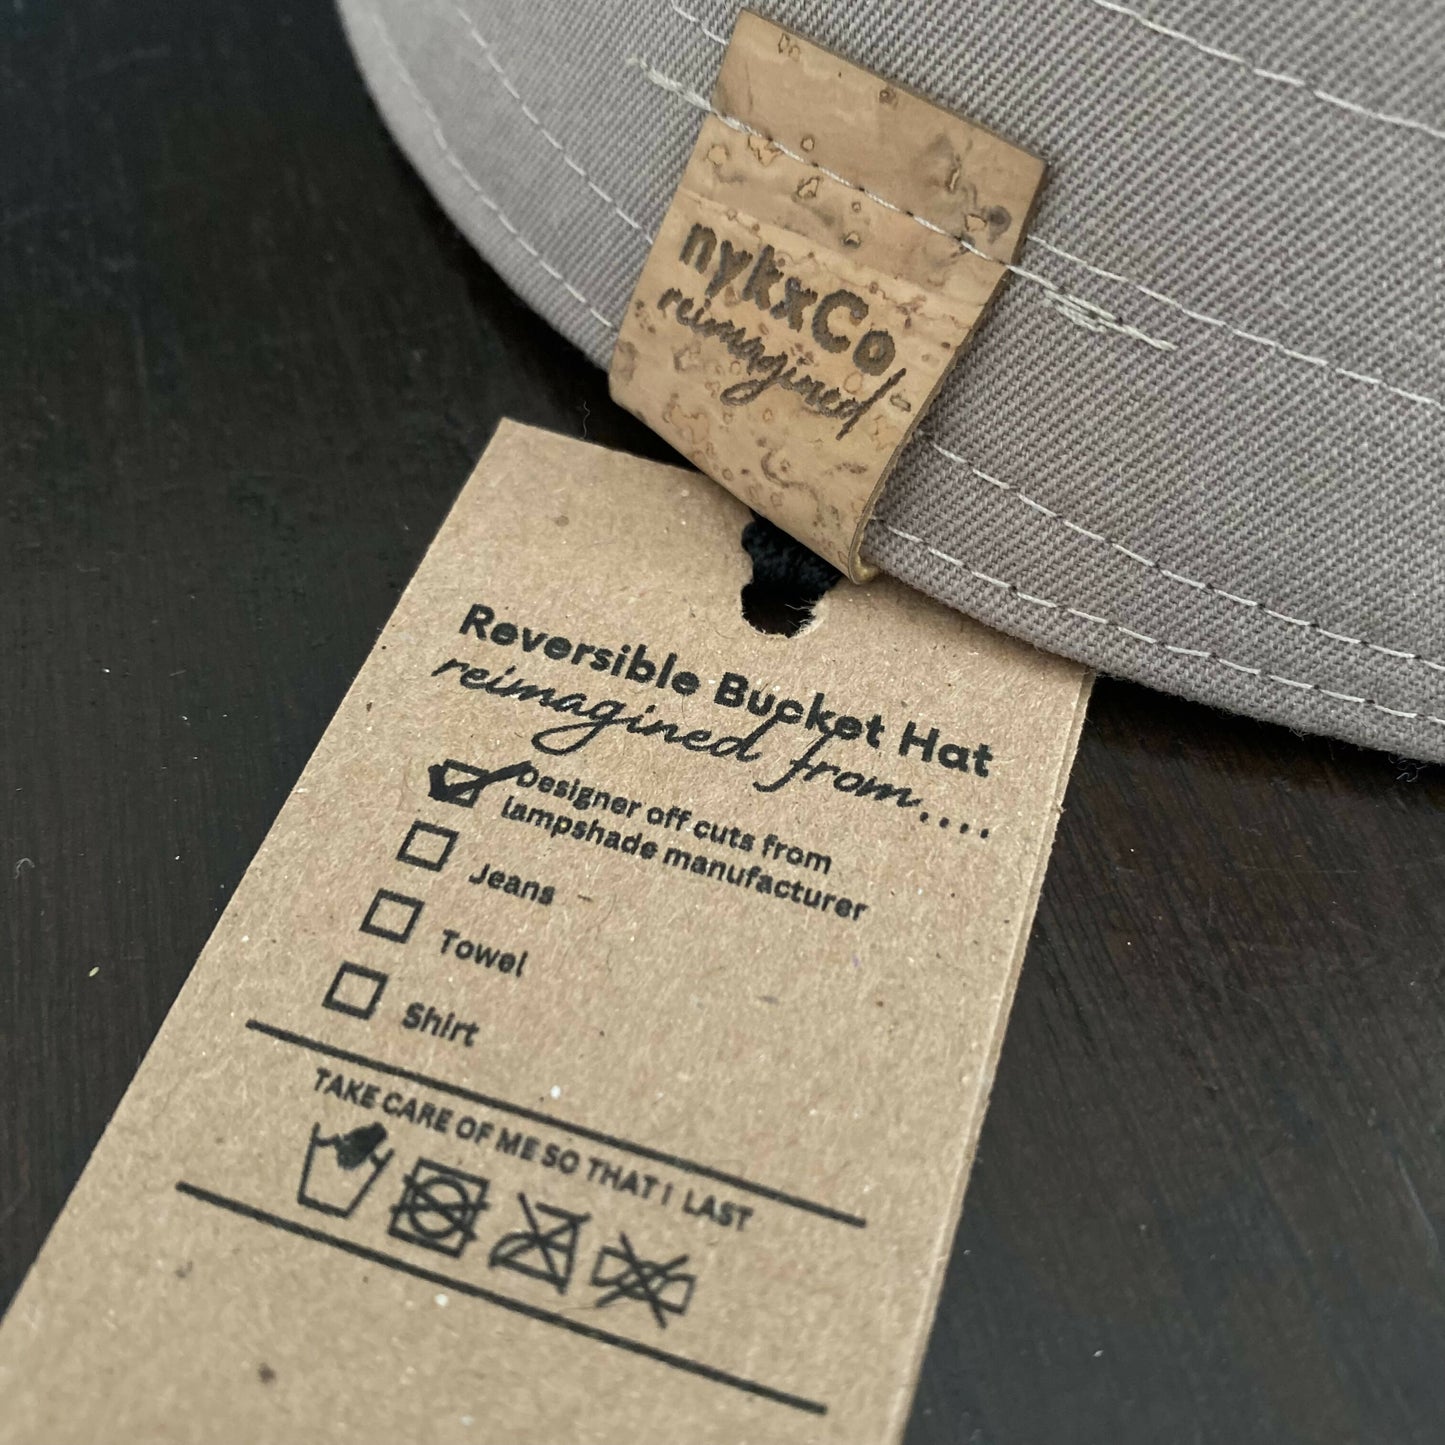 nykxCo
reimagined
Reversible Bucket Hat
reimagined from....
Designer off cuts from
lampshade manufacturer
Jeans
Towel
Shirt
TAKE CARE OF ME SO THAT I LAST